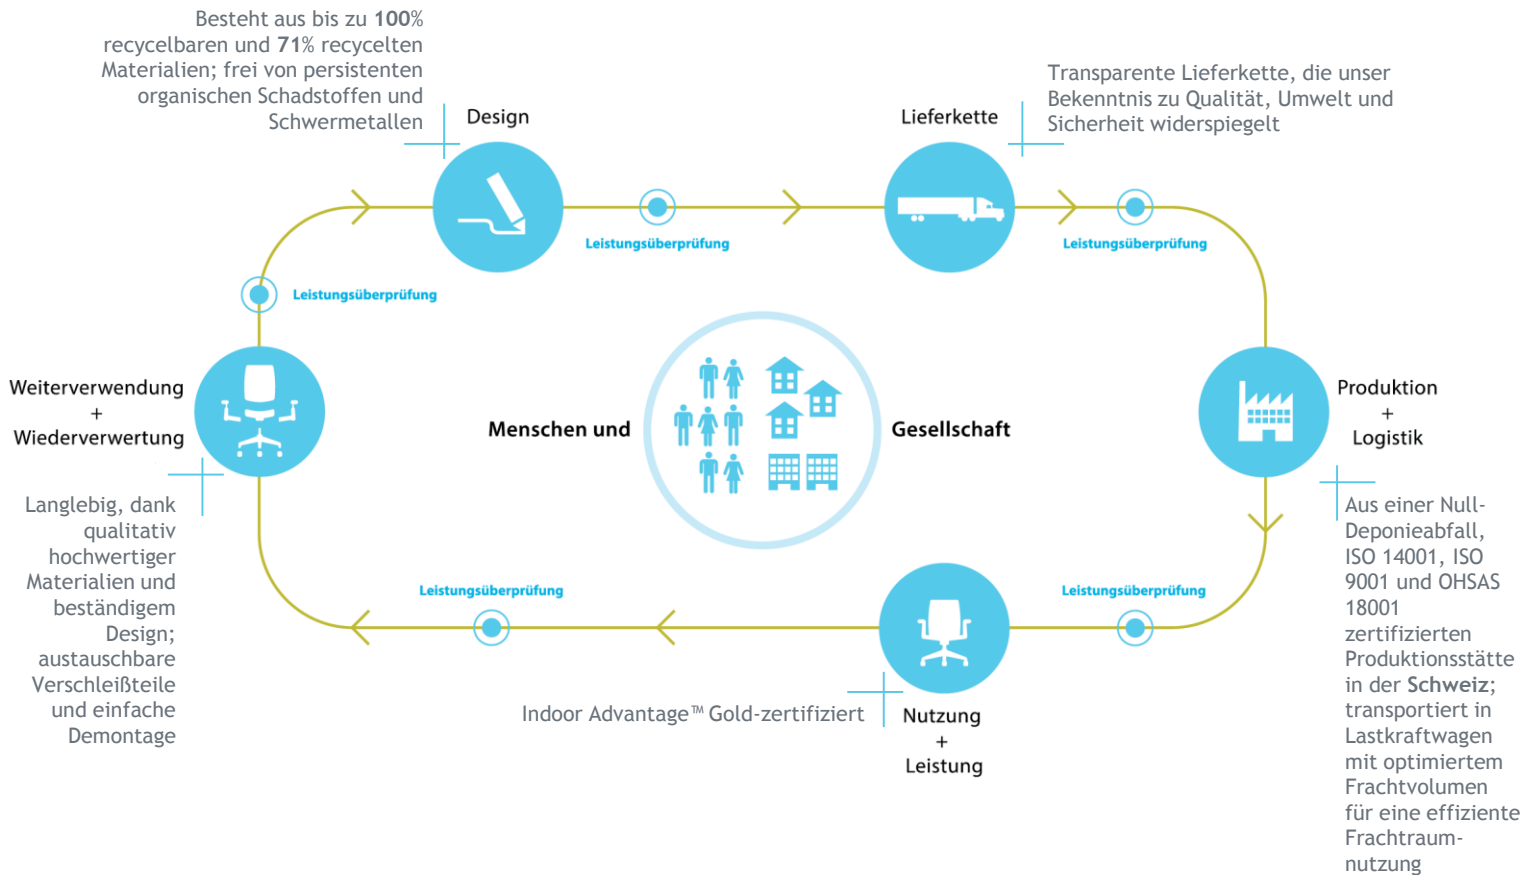 Besteht aus bis zu 100%
recycelbaren und 71% recycelten
Materialien; frei von persistenten
organischen Schadstoffen und
Schwermetallen
Design
Lieferkette
Transparente Lieferkette, die unser
Bekenntnis zu Qualität, Umwelt und
Sicherheit widerspiegelt
Leistungsüberprüfung
Leistungsüberprüfung
Leistungsüberprüfung
Weiterverwendung
+
Wiederverwertung
Menschen und
Gesellschaft
Produktion
+
Logistik
Langlebig, dank
qualitativ
hochwertiger
Materialien und
beständigem
Design;
austauschbare
Verschleißteile
und einfache
Demontage
Aus einer Null-
Deponieabfall,
ISO 14001, ISO
9001 und OHSAS
18001
zertifizierten
Produktionsstätte
in der Schweiz;
transportiert in
Lastkraftwagen
mit optimiertem
Frachtvolumen
für eine effiziente
Frachtraum-
nutzung
Leistungsüberprüfung
Leistungsüberprüfung
Indoor Advantage™ Gold-zertifiziert
Nutzung
+
Leistung